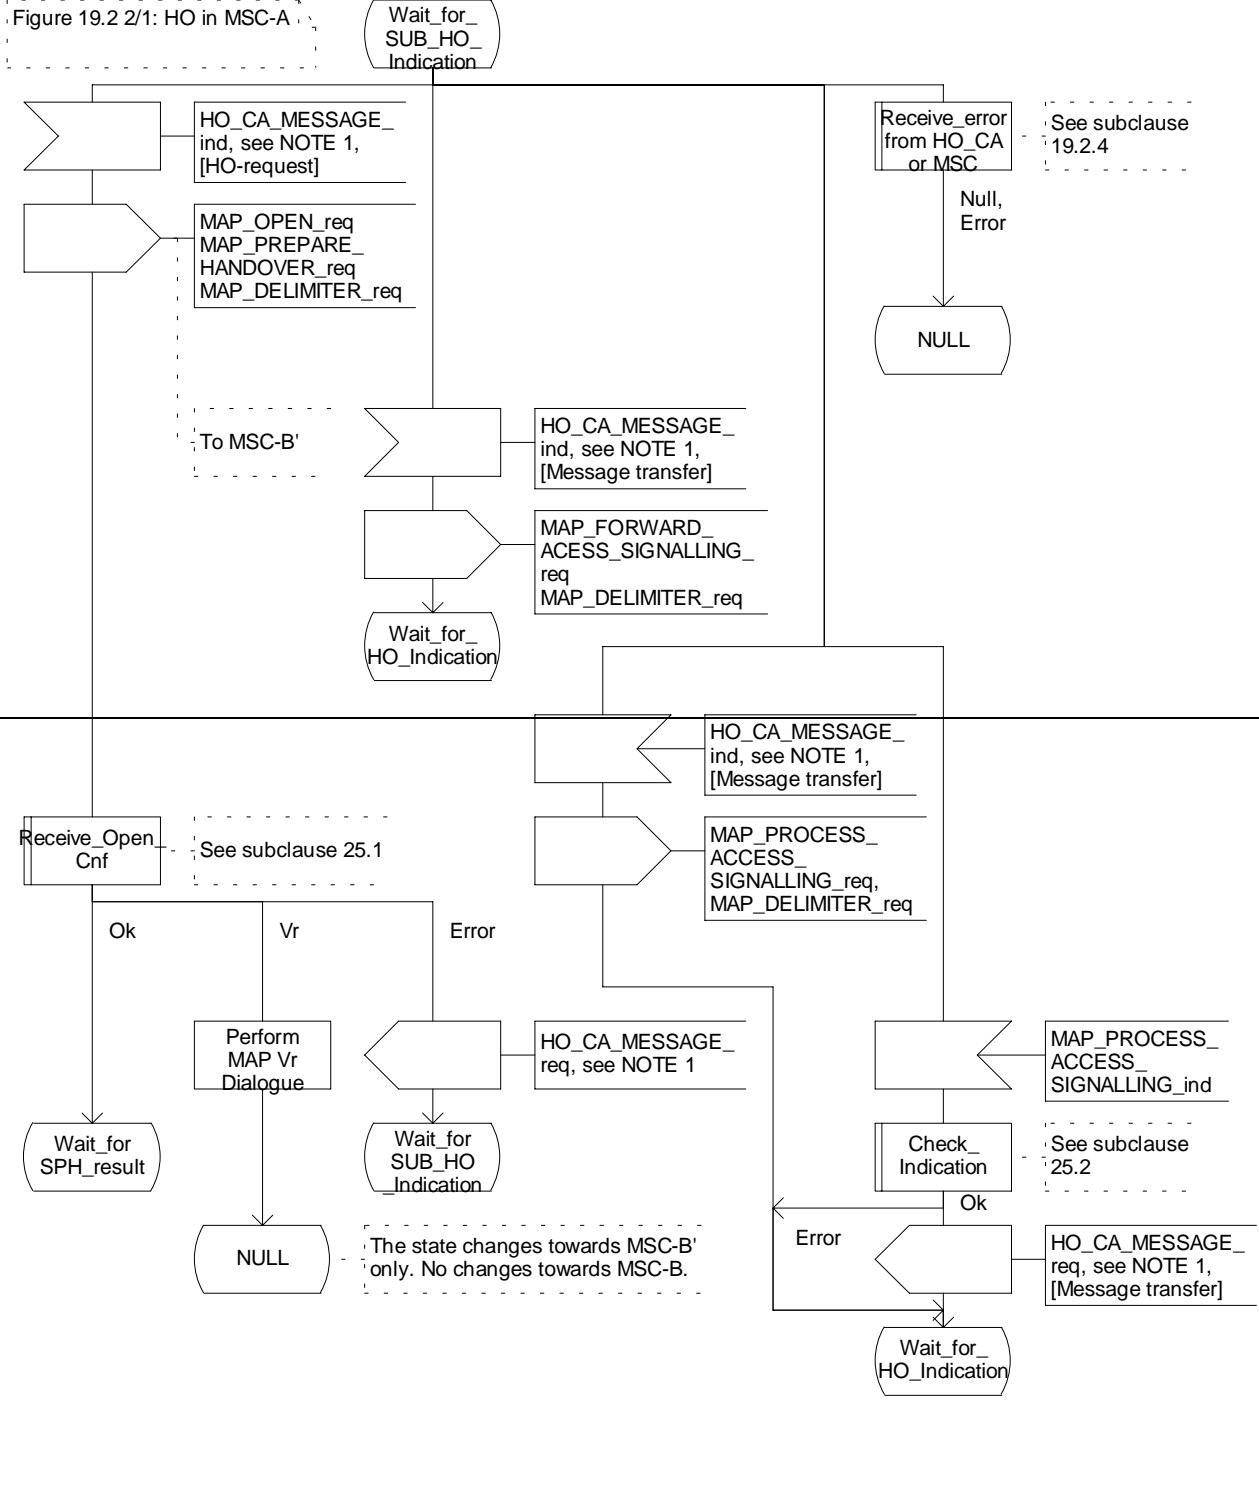 Figure 19.2 2/1: HO in MSC-A
Wait_for_
SUB_HO_
Indication
HO_CA_MESSAGE_
ind, see NOTE 1,
[HO-request]
Receive_error
from HO_CA
or MSC
See subclause
19.2.4
MAP_OPEN_req
MAP_PREPARE_
HANDOVER_req
MAP_DELIMITER_req
Null,
Error
NULL
To MSC-B'
HO_CA_MESSAGE_
ind, see NOTE 1,
[Message transfer]
MAP_FORWARD_
ACESS_SIGNALLING_
req
MAP_DELIMITER_req
Wait_for_
HO_Indication
HO_CA_MESSAGE_
ind, see NOTE 1,
[Message transfer]
Receive_Open_
Cnf
See subclause 25.1
MAP_PROCESS_
ACCESS_
SIGNALLING_req,
MAP_DELIMITER_req
Ok
Vr
Error
Perform
MAP Vr
Dialogue
HO_CA_MESSAGE_
req, see NOTE 1
MAP_PROCESS_
ACCESS_
SIGNALLING_ind
Wait_for
SPH_result
Wait_for
SUB_HO
_Indication
Check_
Indication
See subclause
25.2
Ok
Error
NULL
The state changes towards MSC-B'
only. No changes towards MSC-B.
HO_CA_MESSAGE_
req, see NOTE 1,
[Message transfer]
Wait_for_
HO_Indication